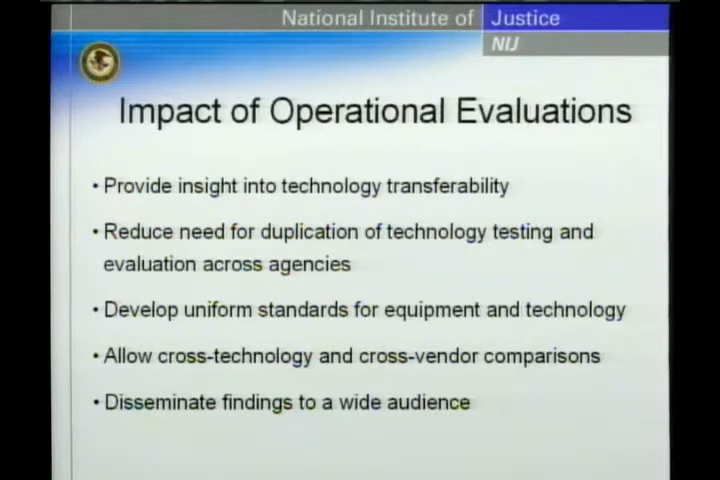 National Institute of Justice
NIJ
Impact of Operational Evaluations
• Provide insight into technology transferability
• Reduce need for duplication of technology testing and
evaluation across agencies
• Develop uniform standards for equipment and technology
• Allow cross-technology and cross-vendor comparisons
• Disseminate findings to a wide audience